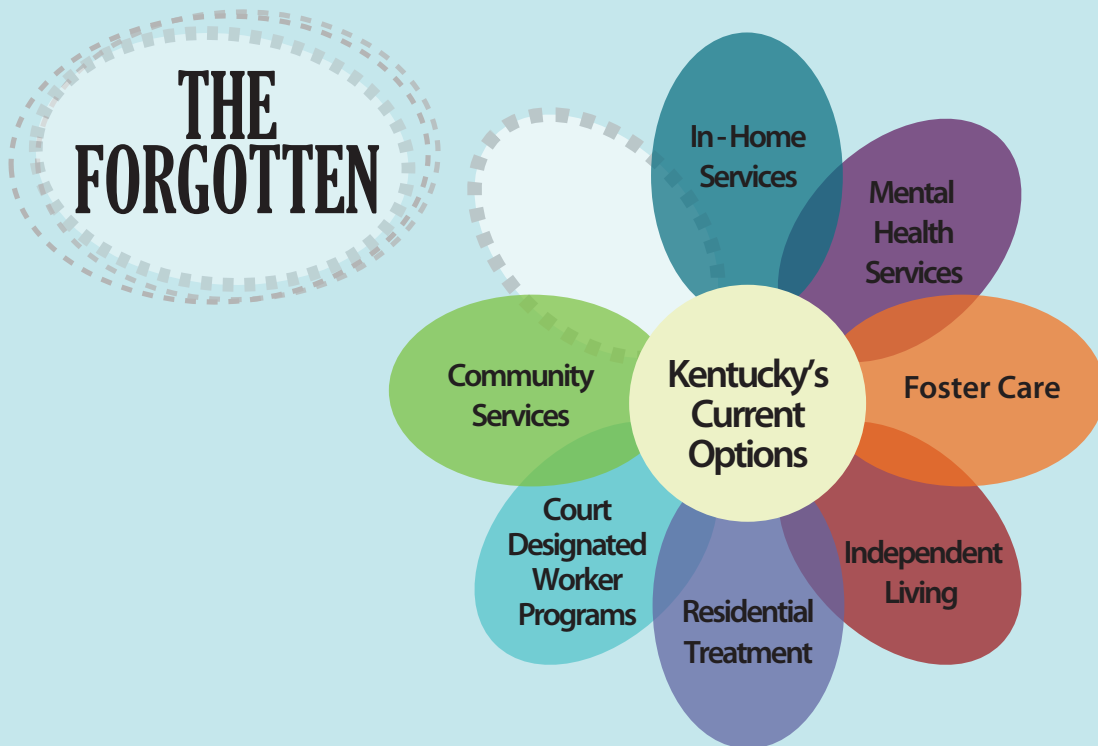 THE
FORGOTTEN
In-Home
Services
Mental
Health
Services
Foster Care
Independent
Living
Residential
Treatment
Court
Designated
Worker
Programs
Community
Services
Kentucky's
Current
Options